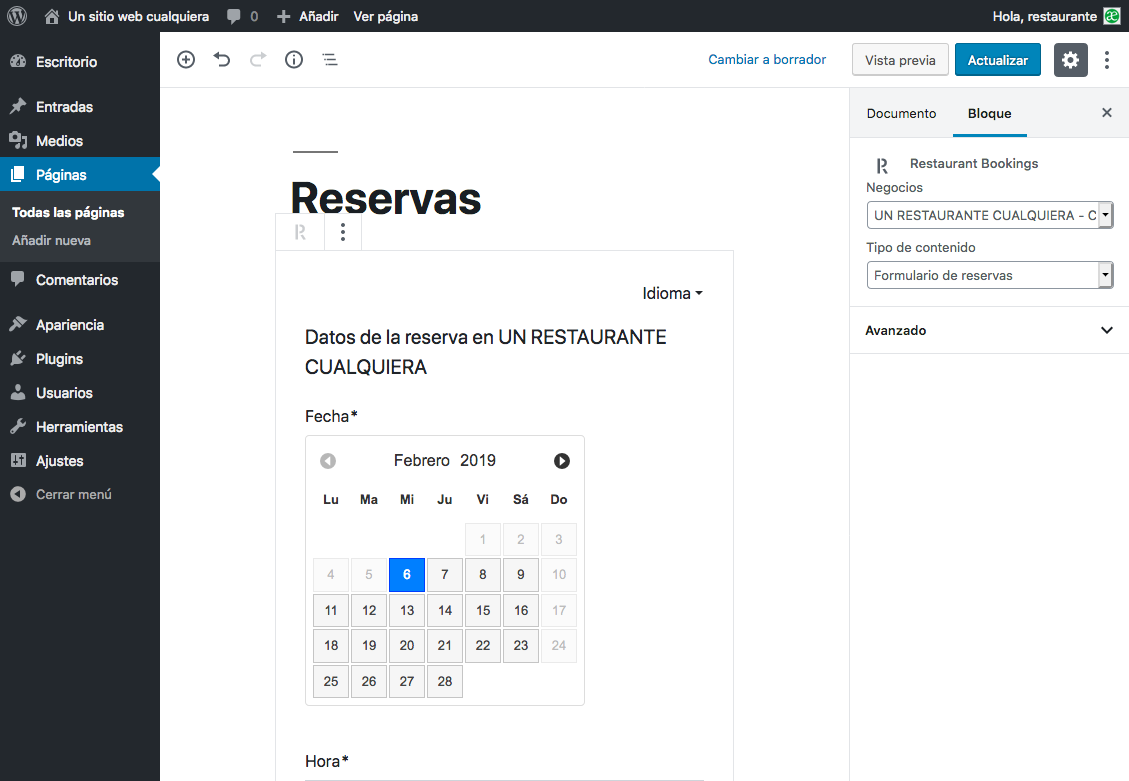 Un sitio web cualquiera 0 Añadir Ver página Hola, restaurante
Escritorio
Entradas
Medios
Páginas
Todas las páginas
Añadir nueva
Comentarios
Apariencia
Plugins
Usuarios
Herramientas
Ajustes
Cerrar menú
Cambiar a borrador Vista previa Actualizar
Reservas
R
Idioma
Datos de la reserva en UN RESTAURANTE
CUALQUIERA
Fecha*
Febrero 2019
Lu Ma Mi Ju Vi Sá Do
1 2 3
4 5 6 7 8 9 10
11 12 13 14 15 16 17
18 19 20 21 22 23 24
25 26 27 28
Hora*
Documento Bloque
R Restaurant Bookings
Negocios
UN RESTAURANTE CUALQUIERA - C
Tipo de contenido
Formulario de reservas
Avanzado